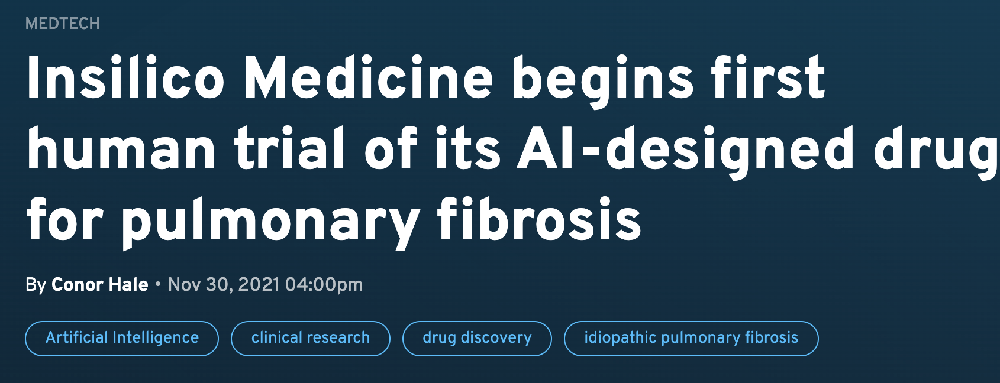 MEDTECH
Insilico Medicine begins first
human trial of its AI-designed drug
for pulmonary fibrosis
By Conor Hale • Nov 30, 2021 04:00pm
Artificial Intelligence clinical research drug discovery idiopathic pulmonary fibrosis